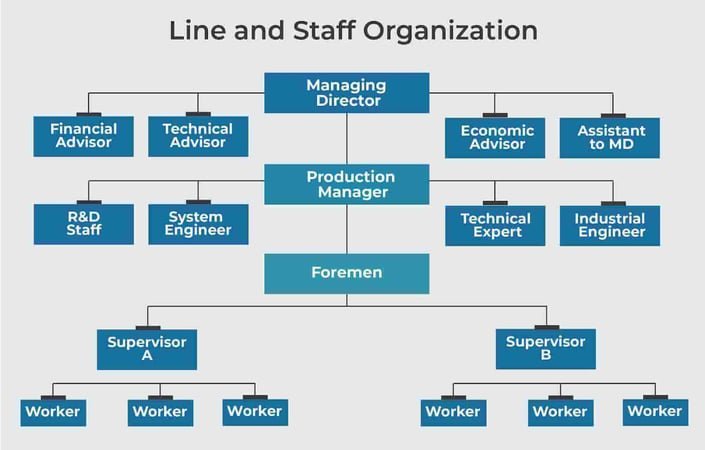 Line and Staff Organization
Managing
Director
Financial
Advisor
Technical
Advisor
Economic
Advisor
Assistant
to MD
Production
Manager
R&D
Staff
System
Engineer
Technical
Expert
Industrial
Engineer
Foremen
Supervisor
A
Supervisor
B
Worker
Worker
Worker
Worker
Worker
Worker